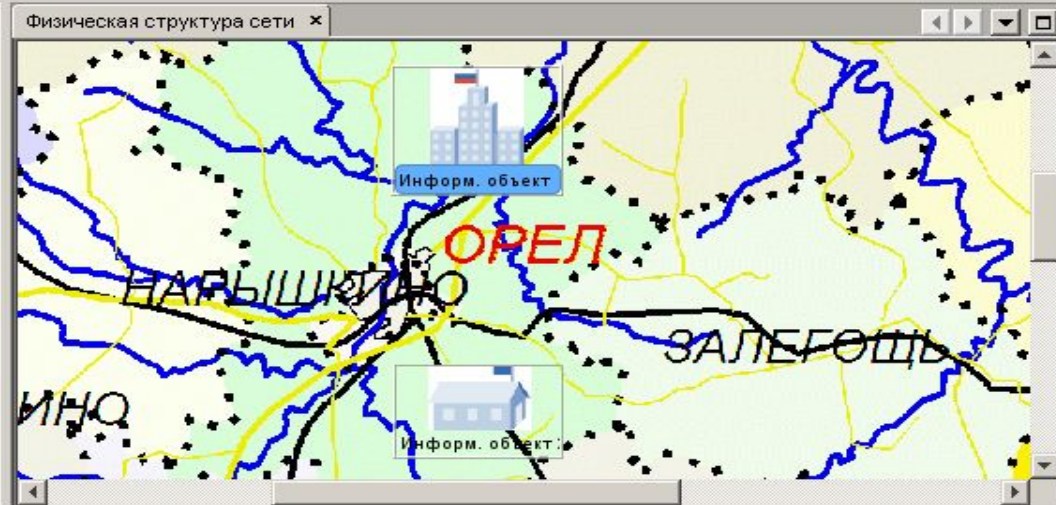 Физическая структура сети
Информ. объект
ОРЕЛ
НАРЫШКИНО
ЗАЛЕГОЩЬ
ИНО
Информ. объект